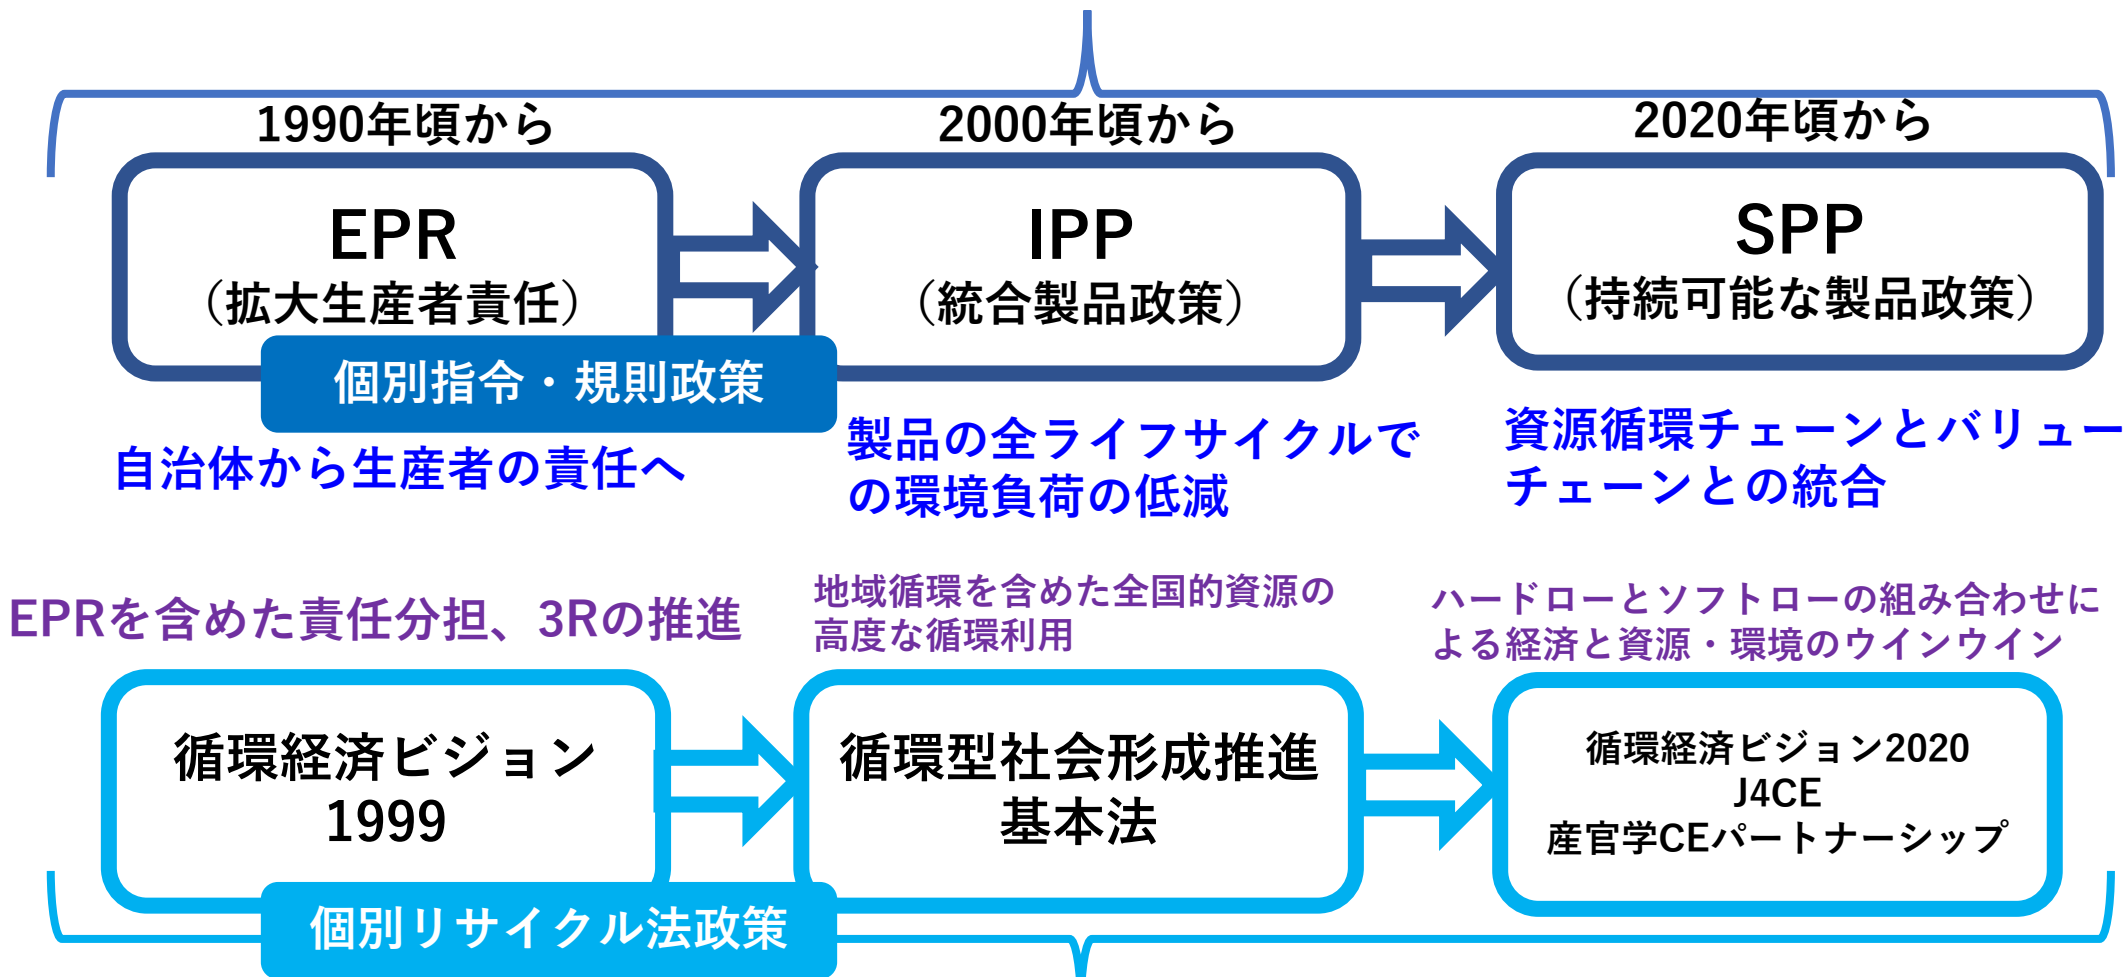 1990年頃から
2000年頃から
2020年頃から
EPR
（拡大生産者責任）
IPP
（統合製品政策）
SPP
（持続可能な製品政策）
個別指令・規則政策
自治体から生産者の責任へ
製品の全ライフサイクルで
の環境負荷の低減
資源循環チェーンとバリュー
チェーンとの統合
EPRを含めた責任分担、3Rの推進
地域循環を含めた全国的資源の
高度な循環利用
ハードローとソフトローの組み合わせに
よる経済と資源・環境のウインウイン
循環経済ビジョン
1999
循環型社会形成推進
基本法
循環経済ビジョン2020
J4CE
産官学CEパートナーシップ
個別リサイクル法政策